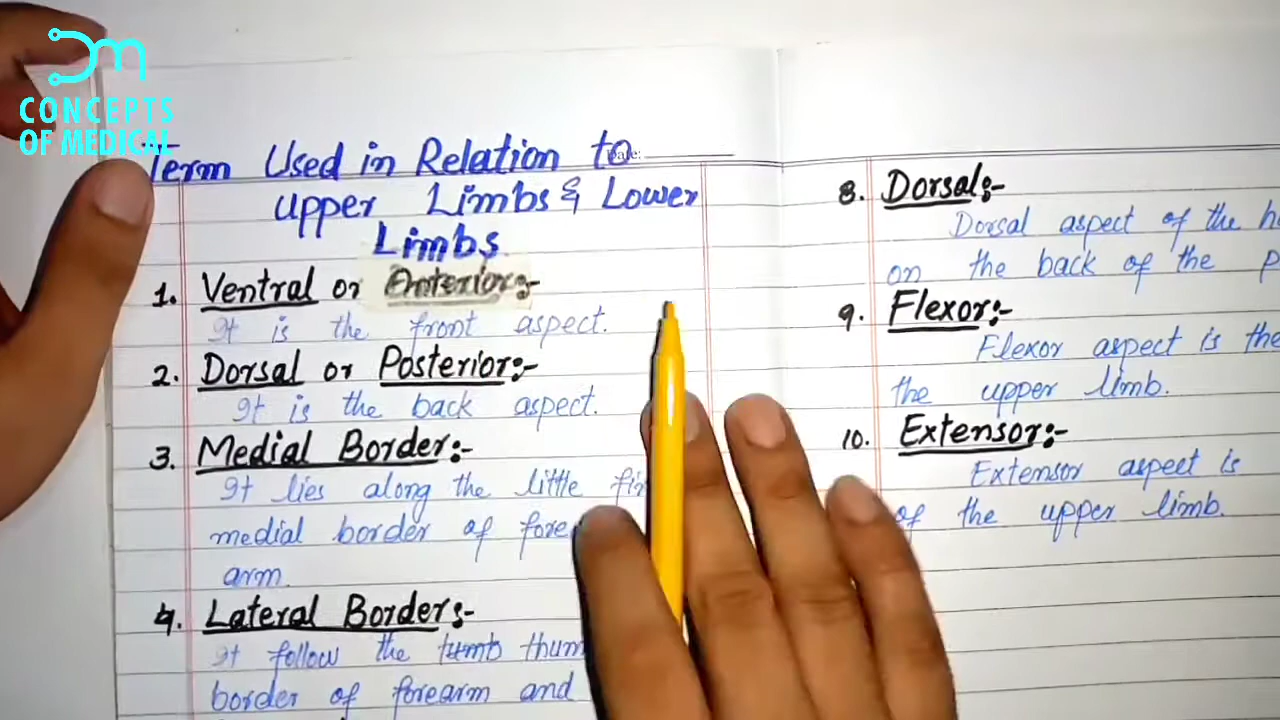 DM
CONCEPTS
OF MEDICAL
Term Used in Relation to
Date:
upper Limbs & Lower
Limbs
1. Ventral or Anterior:-
It is the front aspect.
2. Dorsal or Posterior:-
It is the back aspect.
3. Medial Border:-
It lies along the little
medial border of
arm.
4. Lateral Border:-
It follow the
border of forearm and
8. Dorsal:-
Dorsal aspect of the
on the back of the
9. Flexor:-
Flexor aspect is the
the upper limb.
10. Extensor:-
Extensor aspect is
of the upper limb.